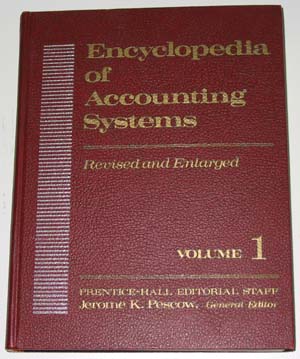 Encyclopedia
of
Accounting
Systems
Revised and Enlarged
VOLUME 1
PRENTICE-HALL EDITORIAL STAFF
Jerome K. Pescow, General Editor